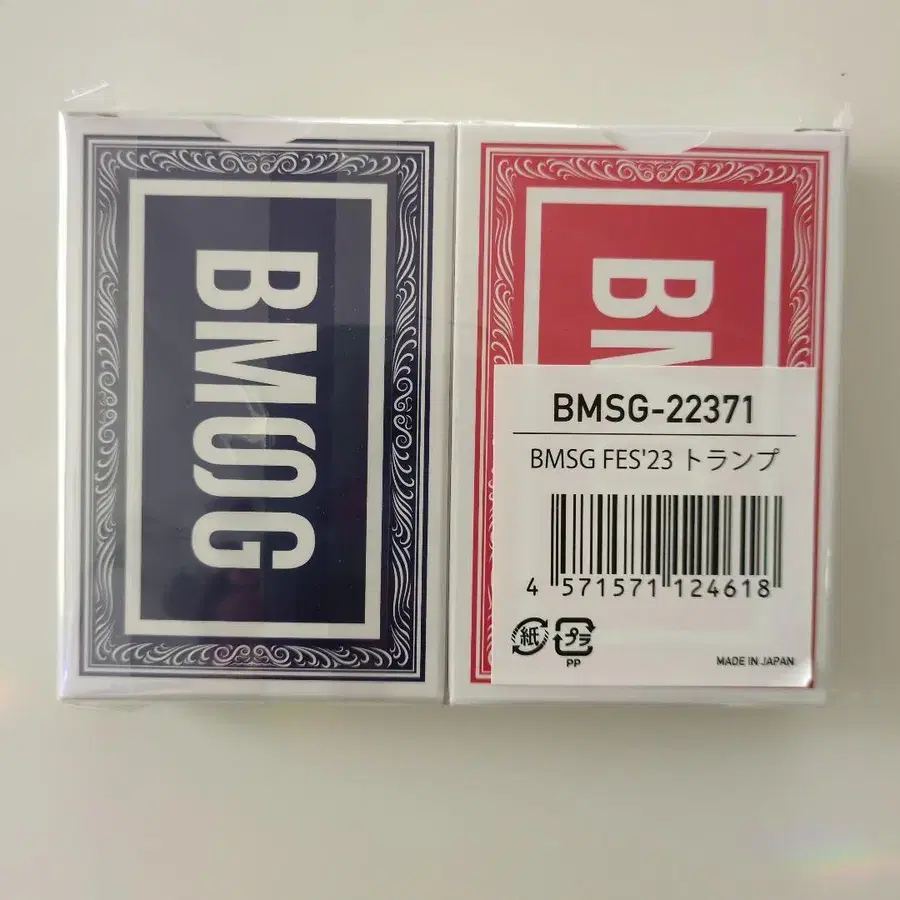 BMSG
BM
BMSG-22371
BMSG FES'23 トランプ
4 571571 124618
紙
プラ
PP
MADE IN JAPAN